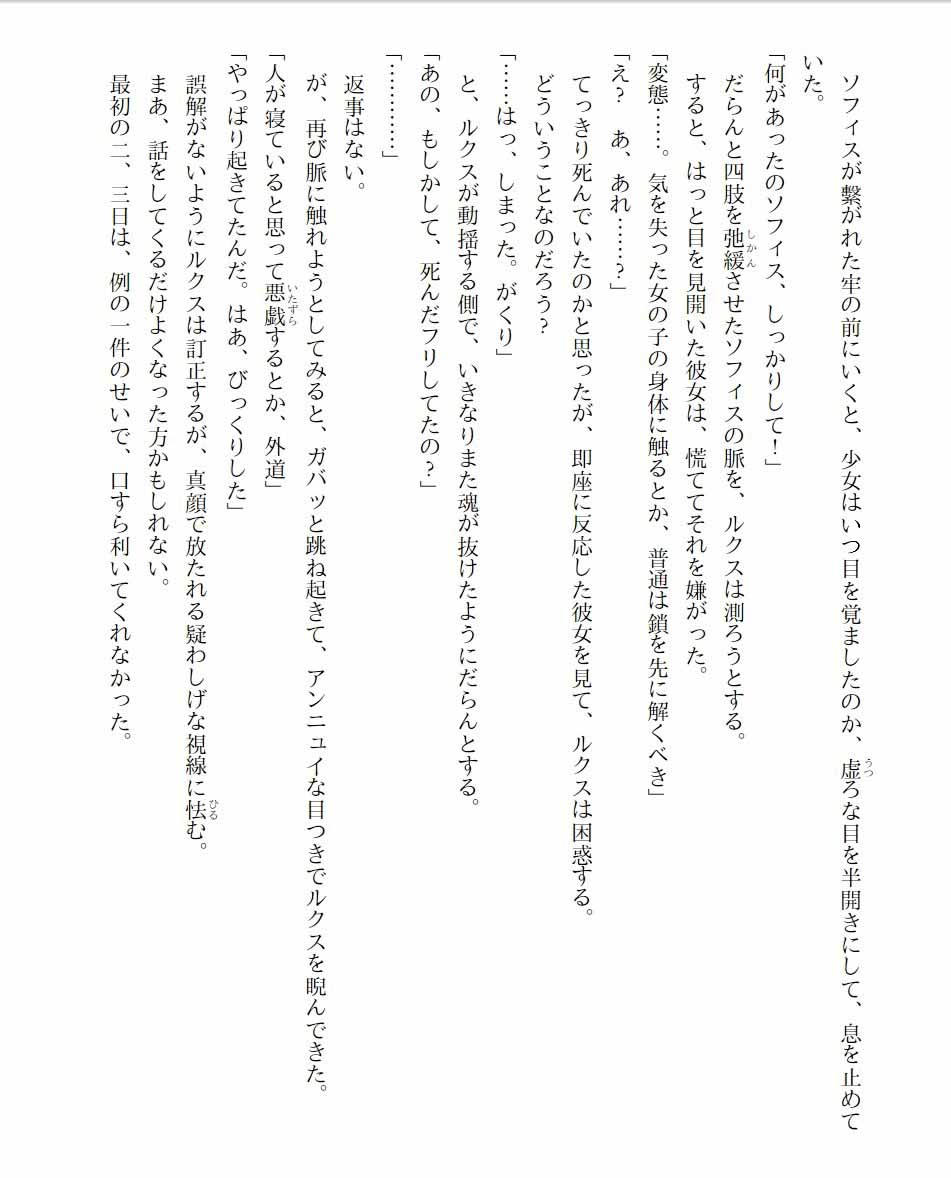 ソフィスが繋がれた牢の前にいくと、少女はいつ目を覚ましたのか、虚ろな目を半開きにして、息を止めて
いた。
「何があったのソフィス、しっかりして！」
だらんと四肢を弛緩させたソフィスの脈を、ルクスは測ろうとする。
すると、はっと目を見開いた彼女は、慌ててそれを嫌がった。
「変態……。気を失った女の子の身体に触るとか、普通は鎖を先に解くべき」
「え？　あ、あれ……？」
てっきり死んでいたのかと思ったが、即座に反応した彼女を見て、ルクスは困惑する。
どういうことなのだろう？
「……はっ、しまった。がくり」
と、ルクスが動揺する側で、いきなりまた魂が抜けたようにだらんとする。
「あの、もしかして、死んだフリしてたの？」
「…………」
返事はない。
が、再び脈に触れようとしてみると、ガバッと跳ね起きて、アンニュイな目つきでルクスを睨んできた。
「人が寝ていると思って悪戯するとか、外道」
「やっぱり起きてたんだ。はあ、びっくりした」
誤解がないようにルクスは訂正するが、真顔で放たれる疑わしげな視線に怯む。
まあ、話をしてくるだけよくなった方かもしれない。
最初の二、三日は、例の一件のせいで、口すら利いてくれなかった。